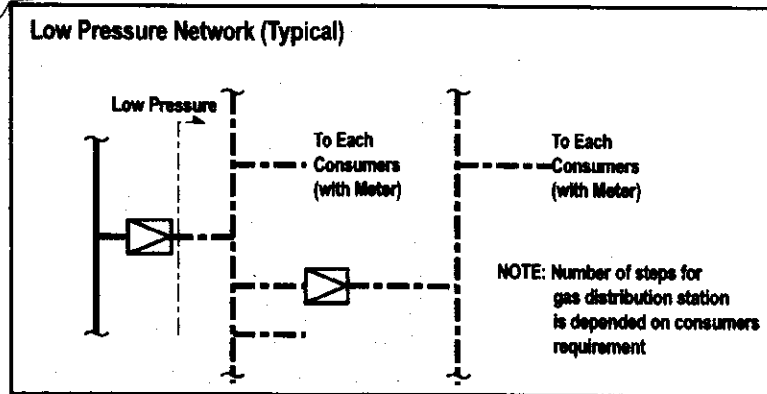 Low Pressure Network (Typical)
Low Pressure
To Each
Consumers
(with Meter)
To Each
Consumers
(with Meter)
NOTE: Number of steps for
gas distribution station
is depended on consumers
requirement